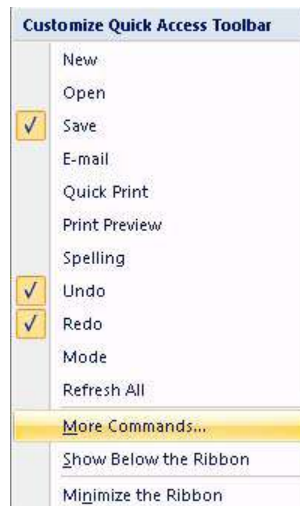 Customize Quick Access Toolbar
New
Open
Save
E-mail
Quick Print
Print Preview
Spelling
Undo
Redo
Mode
Refresh All
More Commands...
Show Below the Ribbon
Minimize the Ribbon